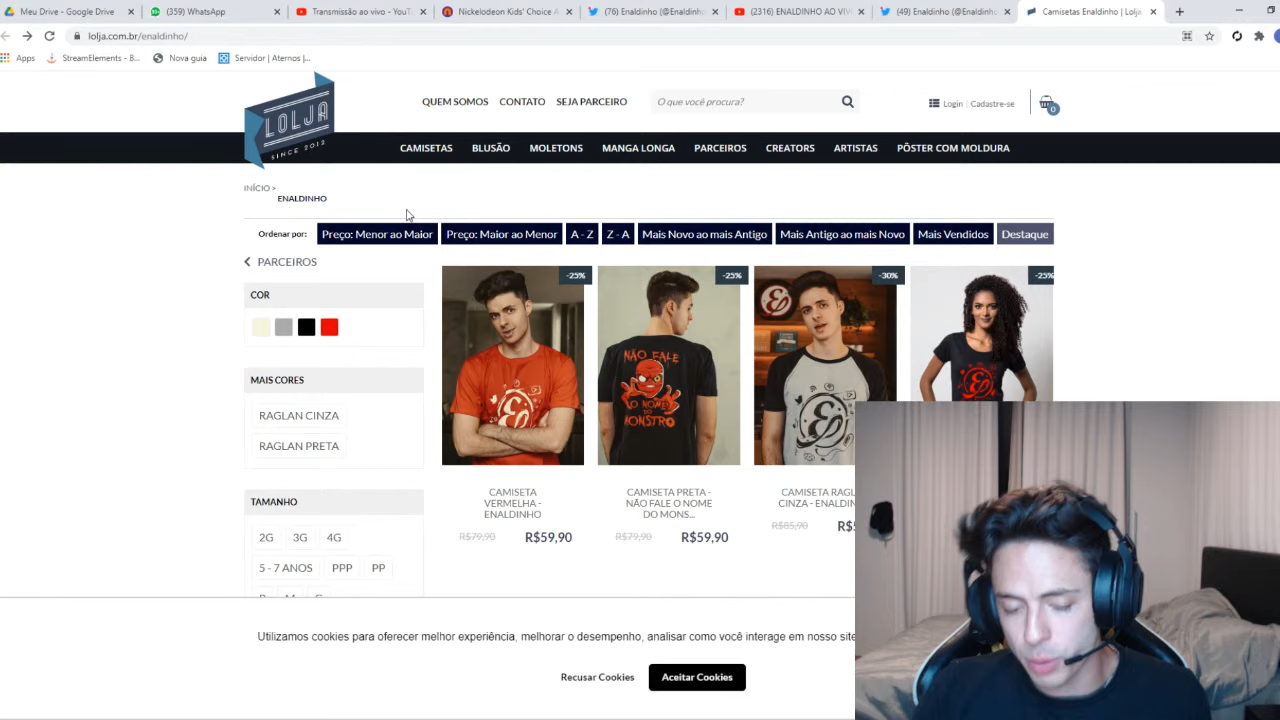 Meu Drive - Google Drive
(359) WhatsApp
Transmissão ao vivo - YouTu
Nickelodeon Kids' Choice A
(76) Enaldinho (@Enaldinh
(2316) ENALDINHO AO VIV
(49) Enaldinho (@Enaldinh
Camisetas Enaldinho | Lolja
lolja.com.br/enaldinho/
Apps
StreamElements - B...
Nova guia
Servidor | Aternos |...
LOLJA
SINCE 2012
QUEM SOMOS
CONTATO
SEJA PARCEIRO
O que você procura?
Login | Cadastre-se
0
CAMISETAS
BLUSÃO
MOLETONS
MANGA LONGA
PARCEIROS
CREATORS
ARTISTAS
PÔSTER COM MOLDURA
INÍCIO >
ENALDINHO
Ordenar por:
Preço: Menor ao Maior
Preço: Maior ao Menor
A - Z
Z - A
Mais Novo ao mais Antigo
Mais Antigo ao mais Novo
Mais Vendidos
Destaque
PARCEIROS
COR
MAIS CORES
RAGLAN CINZA
RAGLAN PRETA
TAMANHO
2G
3G
4G
5 - 7 ANOS
PPP
PP
-25%
-25%
-30%
-25%
NÃO FALE
O NOME
DO
MONSTRO
CAMISETA
VERMELHA -
ENALDINHO
R$79,90
R$59,90
CAMISETA PRETA -
NÃO FALE O NOME
DO MONS...
R$79,90
R$59,90
CAMISETA RAGL
CINZA - ENALDIN
R$85,90
R$5
Utilizamos cookies para oferecer melhor experiência, melhorar o desempenho, analisar como você interage em nosso site
Recusar Cookies
Aceitar Cookies